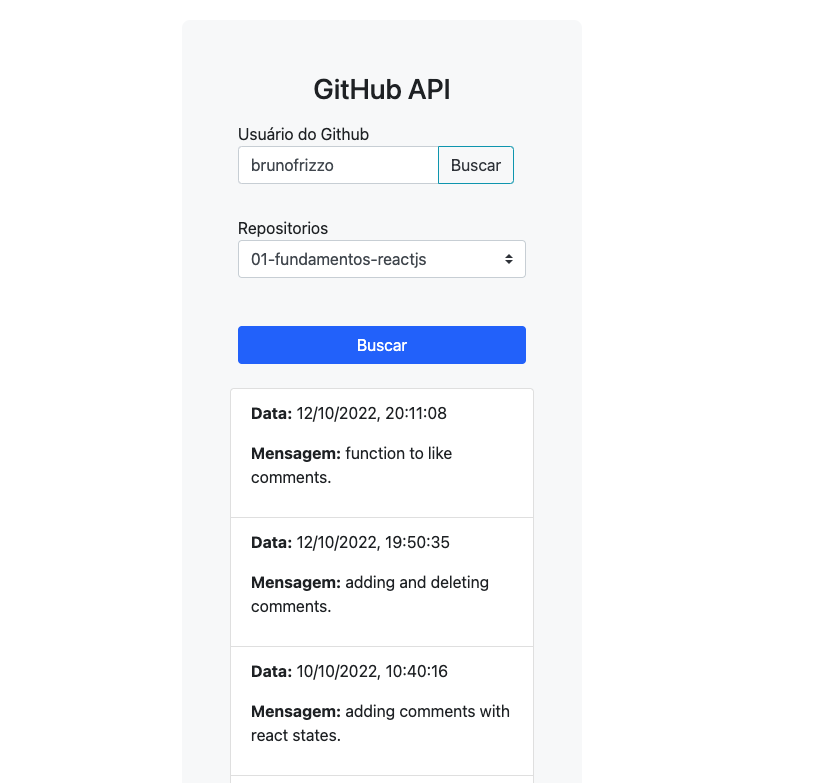 GitHub API
Usuário do Github
brunofrizzo
Buscar
Repositorios
01-fundamentos-reactjs
Buscar
Data: 12/10/2022, 20:11:08
Mensagem: function to like
comments.
Data: 12/10/2022, 19:50:35
Mensagem: adding and deleting
comments.
Data: 10/10/2022, 10:40:16
Mensagem: adding comments with
react states.